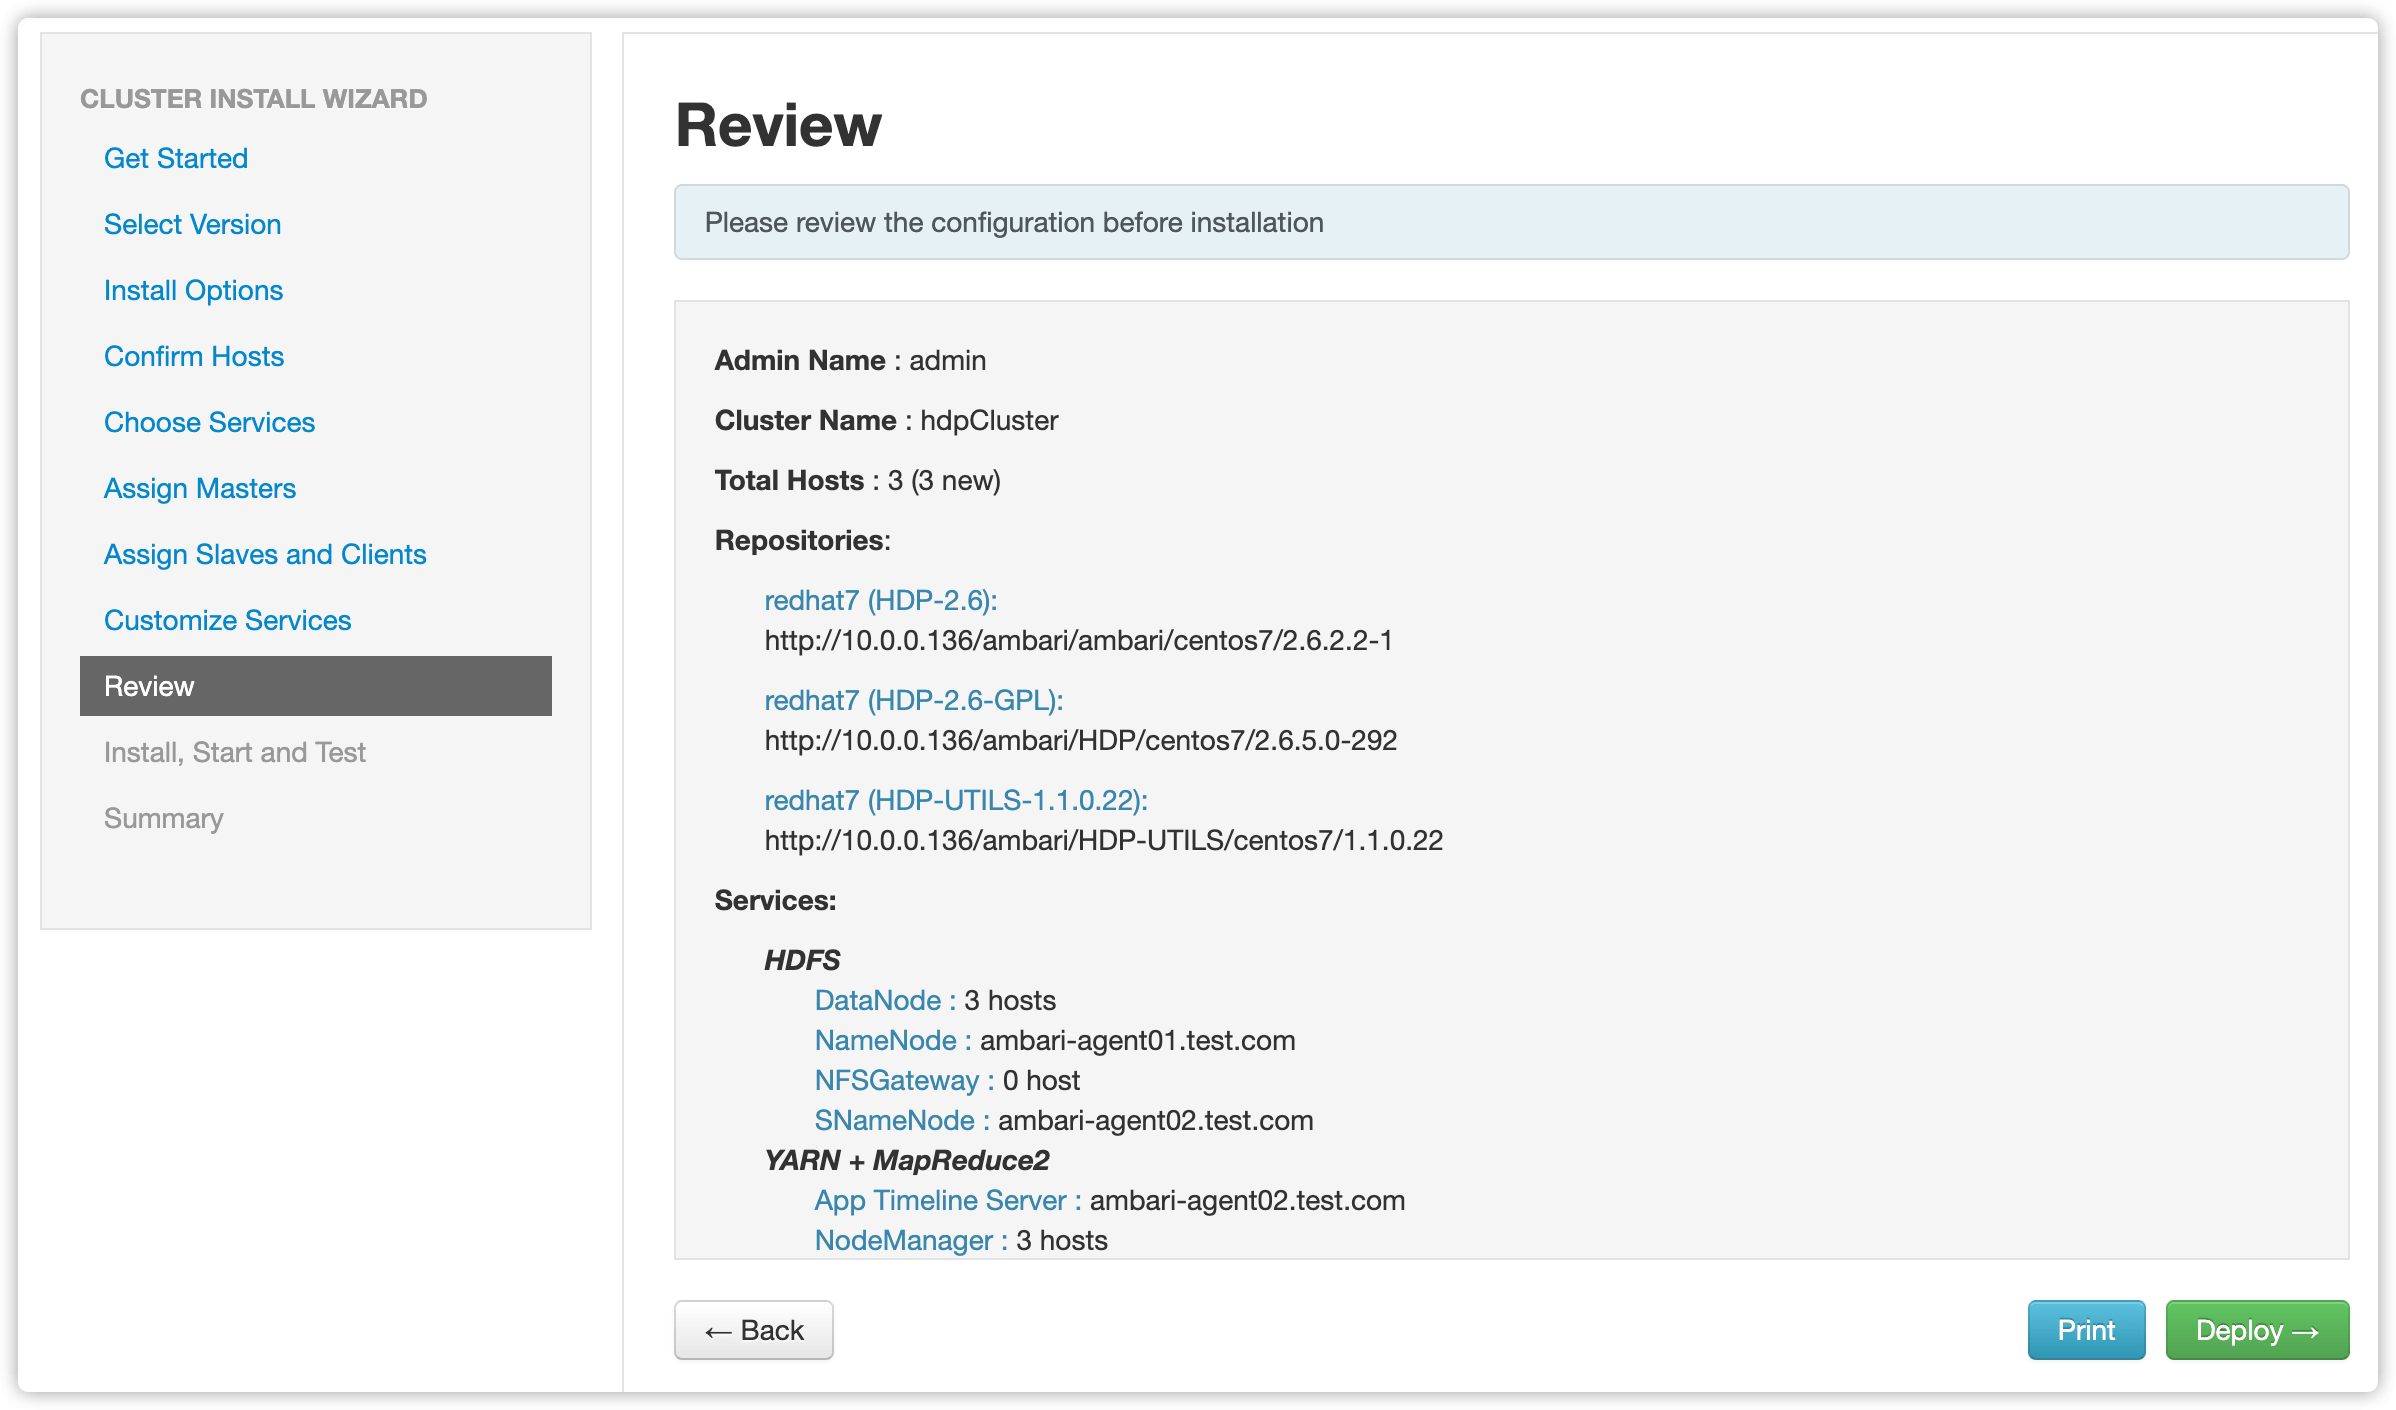 CLUSTER INSTALL WIZARD
Get Started
Select Version
Install Options
Confirm Hosts
Choose Services
Assign Masters
Assign Slaves and Clients
Customize Services
Review
Install, Start and Test
Summary
Review
Please review the configuration before installation
Admin Name : admin
Cluster Name : hdpCluster
Total Hosts : 3 (3 new)
Repositories:
redhat7 (HDP-2.6):
http://10.0.0.136/ambari/ambari/centos7/2.6.2.2-1
redhat7 (HDP-2.6-GPL):
http://10.0.0.136/ambari/HDP/centos7/2.6.5.0-292
redhat7 (HDP-UTILS-1.1.0.22):
http://10.0.0.136/ambari/HDP-UTILS/centos7/1.1.0.22
Services:
HDFS
DataNode : 3 hosts
NameNode : ambari-agent01.test.com
NFSGateway : 0 host
SNameNode : ambari-agent02.test.com
YARN + MapReduce2
App Timeline Server : ambari-agent02.test.com
NodeManager : 3 hosts
← Back
Print
Deploy →